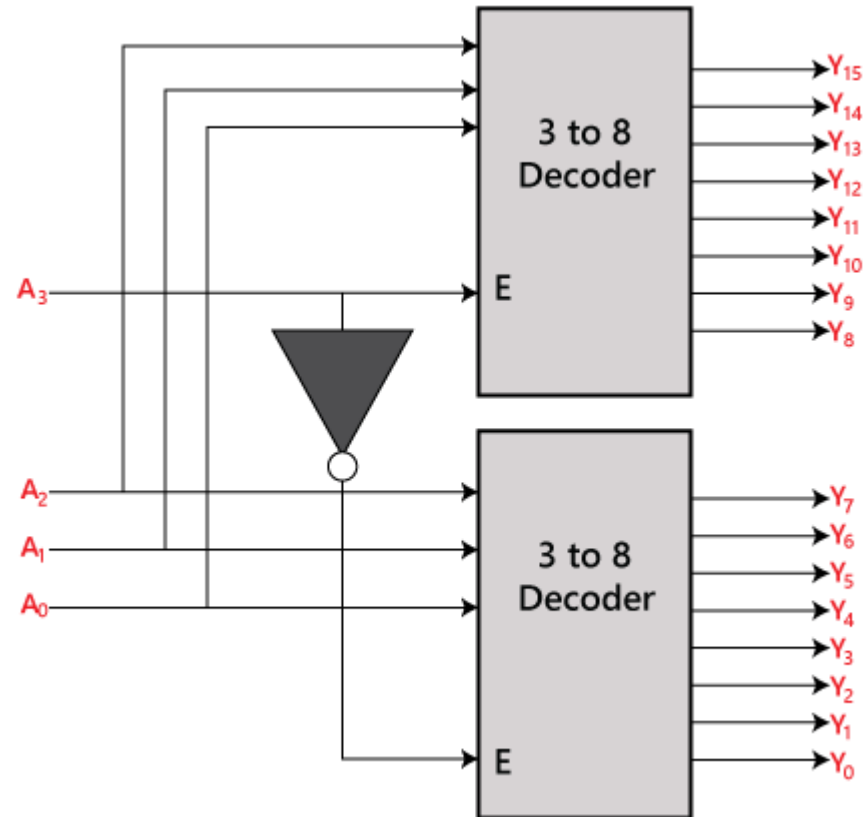 Y₁₅
Y₁₄
3 to 8
Decoder
Y₁₃
Y₁₂
Y₁₁
Y₁₀
A₃
E
Y₉
Y₈
A₂
Y₇
Y₆
A₁
3 to 8
Decoder
Y₅
A₀
Y₄
Y₃
Y₂
Y₁
E
Y₀